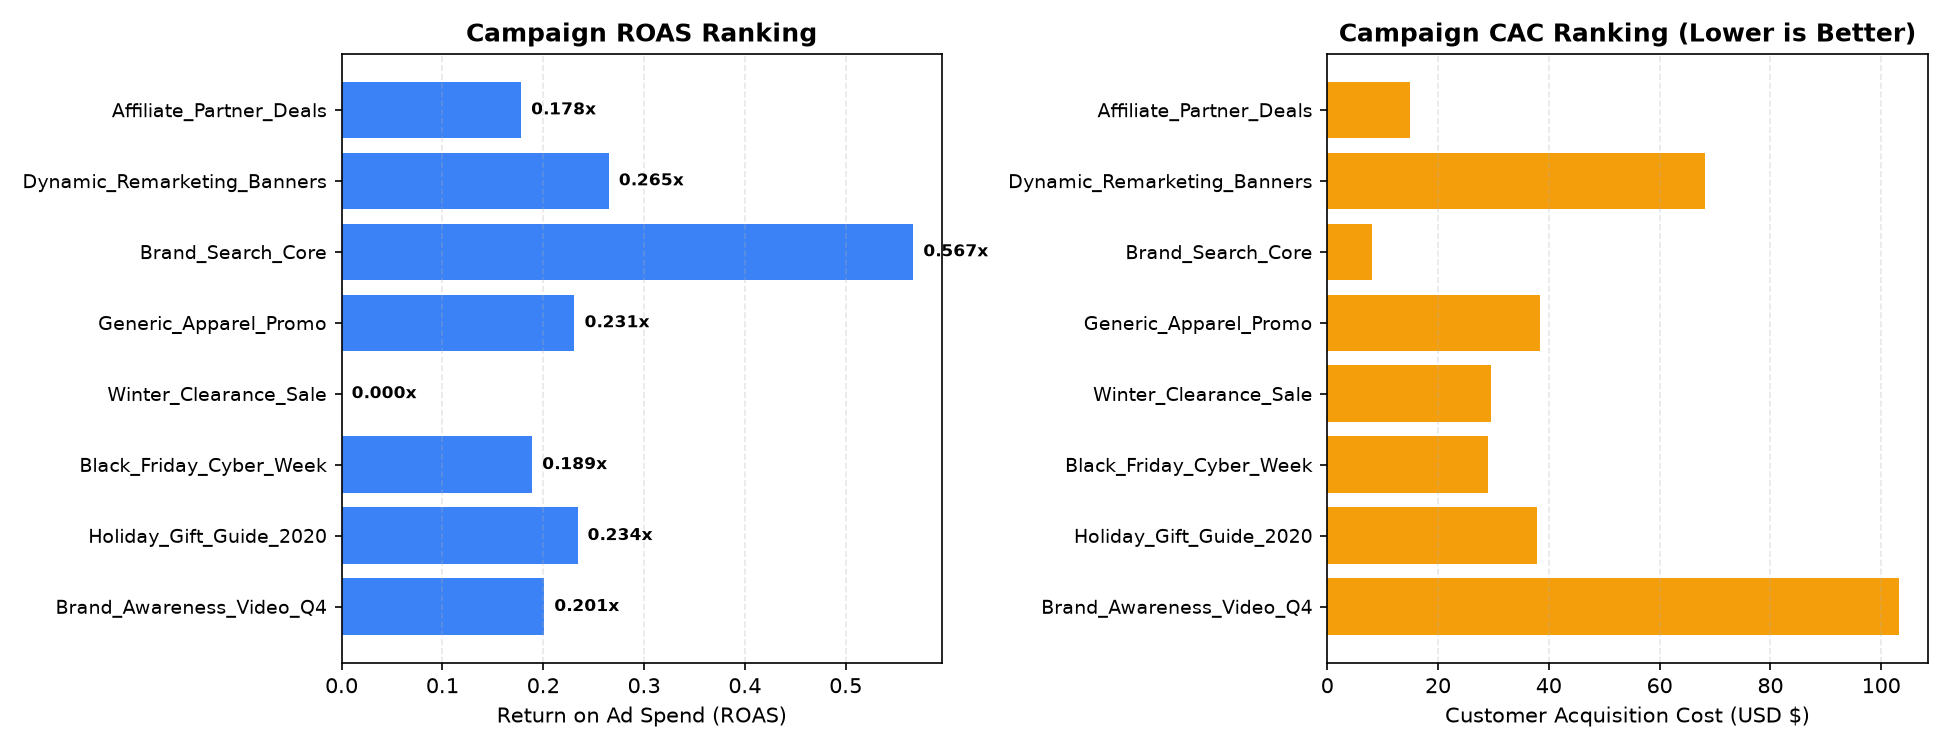 Campaign ROAS Ranking
Affiliate_Partner_Deals
0.178x
Dynamic_Remarketing_Banners
0.265x
Brand_Search_Core
0.567x
Generic_Apparel_Promo
0.231x
Winter_Clearance_Sale
0.000x
Black_Friday_Cyber_Week
0.189x
Holiday_Gift_Guide_2020
0.234x
Brand_Awareness_Video_Q4
0.201x
0.0 0.1 0.2 0.3 0.4 0.5
Return on Ad Spend (ROAS)
Campaign CAC Ranking (Lower is Better)
Affiliate_Partner_Deals
Dynamic_Remarketing_Banners
Brand_Search_Core
Generic_Apparel_Promo
Winter_Clearance_Sale
Black_Friday_Cyber_Week
Holiday_Gift_Guide_2020
Brand_Awareness_Video_Q4
0 20 40 60 80 100
Customer Acquisition Cost (USD $)